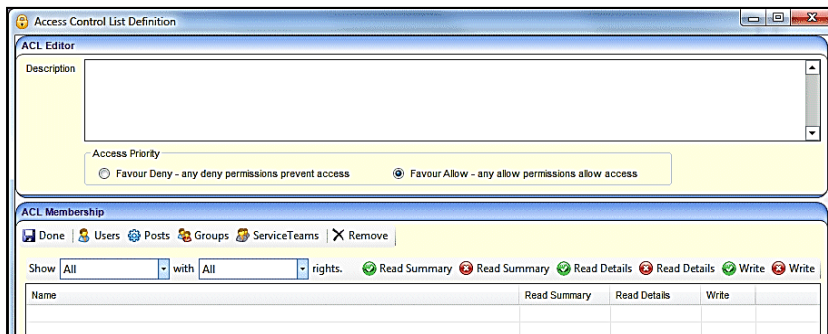 Access Control List Definition
ACL Editor
Description
Access Priority
Favour Deny - any deny permissions prevent access Favour Allow - any allow permissions allow access
ACL Membership
Done Users Posts Groups ServiceTeams Remove
Show All with All rights. Read Summary Read Summary Read Details Read Details Write Write
Name Read Summary Read Details Write